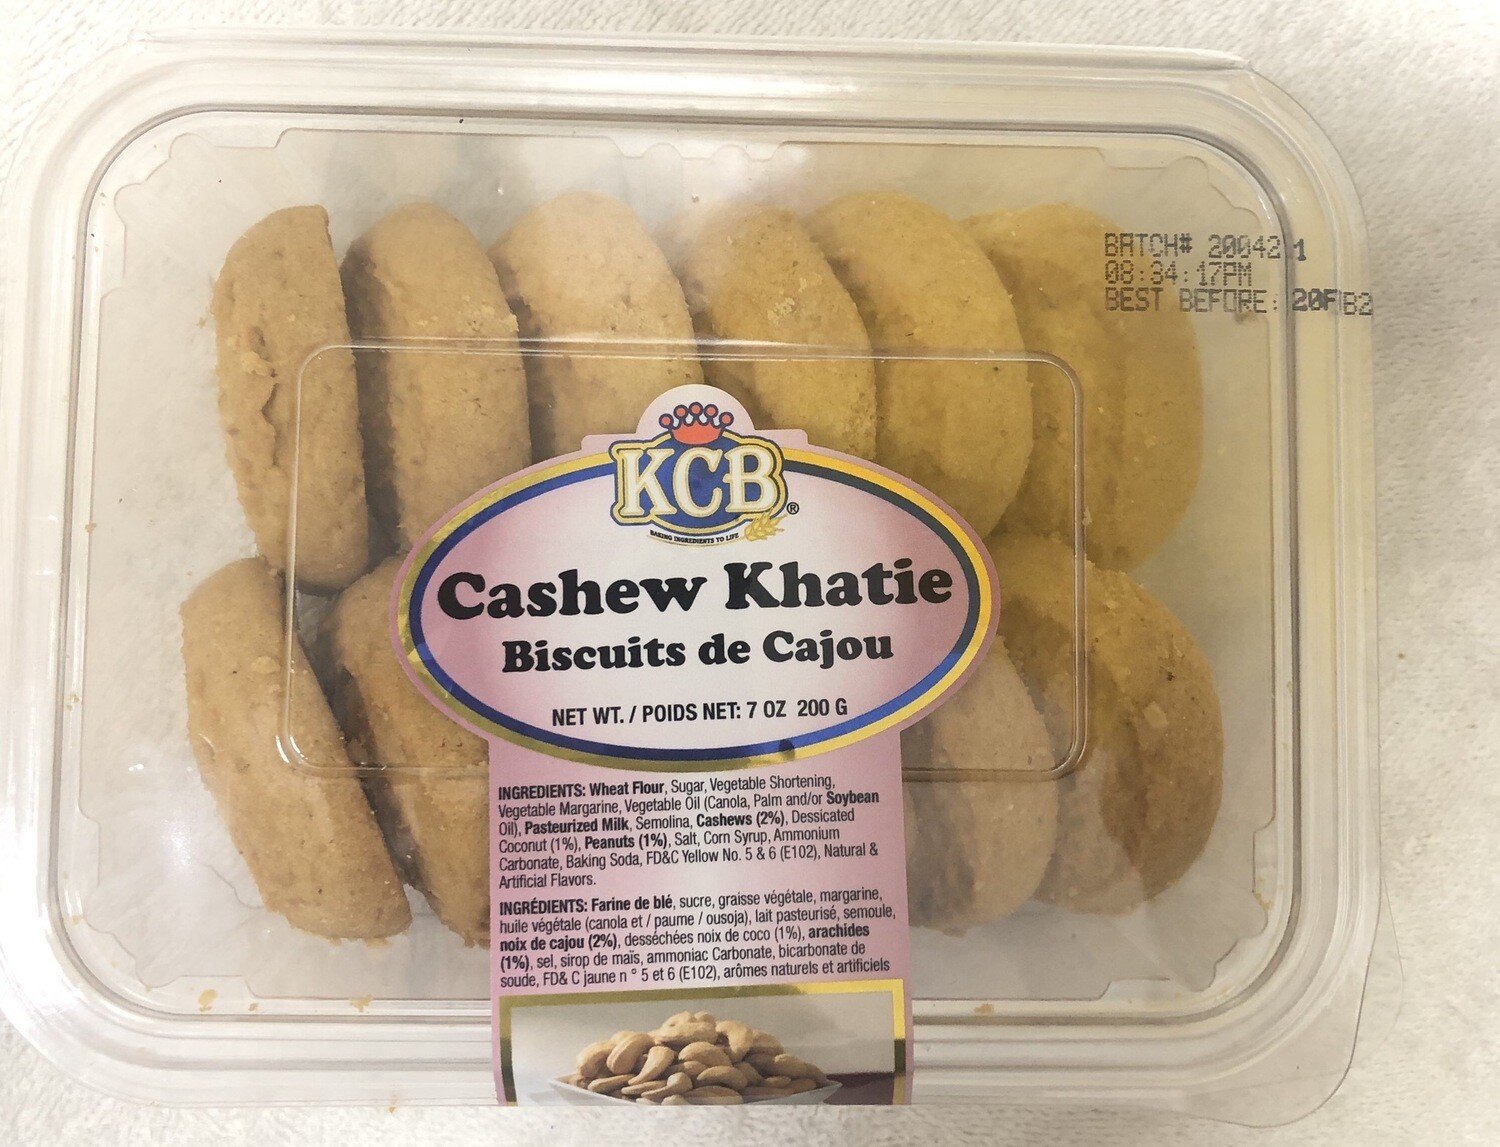 BATCH# 20042 1
08:34:17PM
BEST BEFORE: 20F B2
KCB®
BAKING INGREDIENTS TO LIFE
Cashew Khatie
Biscuits de Cajou
NET WT. / POIDS NET: 7 OZ 200 G
INGREDIENTS: Wheat Flour, Sugar, Vegetable Shortening,
Vegetable Margarine, Vegetable Oil (Canola, Palm and/or Soybean
Oil), Pasteurized Milk, Semolina, Cashews (2%), Dessicated
Coconut (1%), Peanuts (1%), Salt, Corn Syrup, Ammonium
Carbonate, Baking Soda, FD&C Yellow No. 5 & 6 (E102), Natural &
Artificial Flavors.
INGRÉDIENTS: Farine de blé, sucre, graisse végétale, margarine,
huile végétale (canola et / paume / ousoja), lait pasteurisé, semoule,
noix de cajou (2%), desséchées noix de coco (1%), arachides
(1%), sel, sirop de maïs, ammoniac Carbonate, bicarbonate de
soude, FD& C jaune n ° 5 et 6 (E102), arômes naturels et artificiels